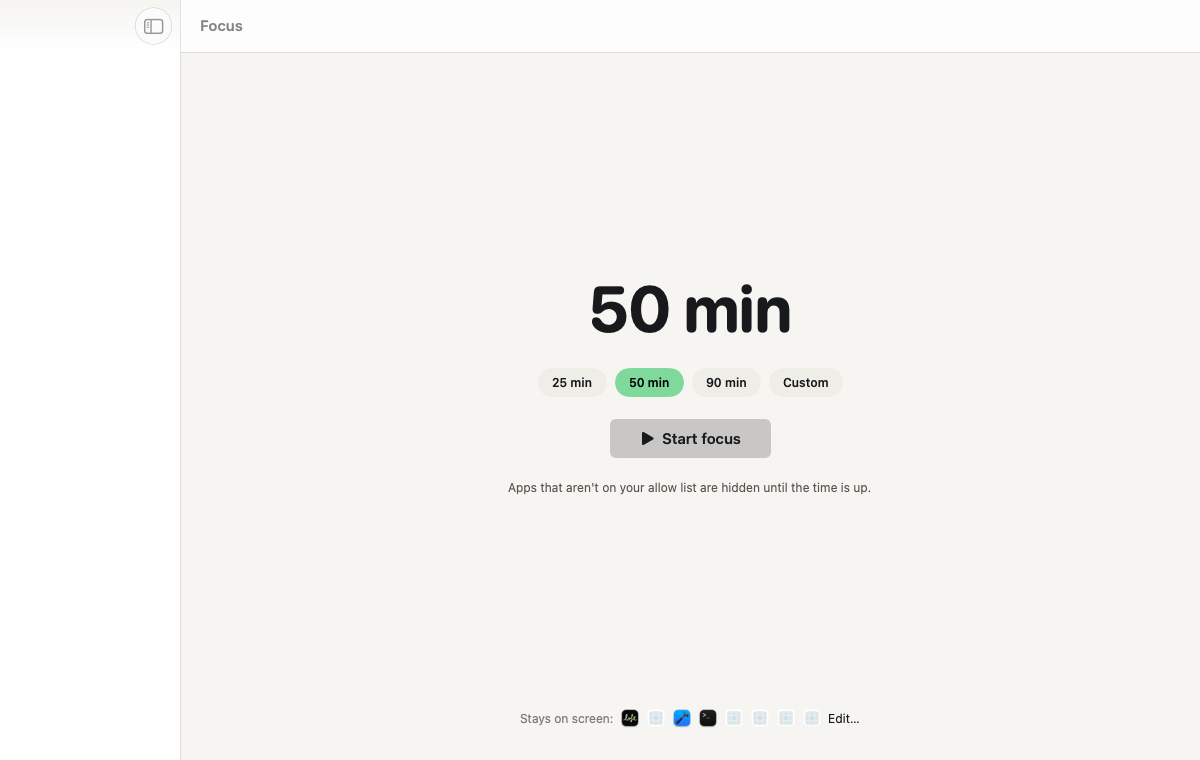 Focus
50 min
25 min
50 min
90 min
Custom
Start focus
Apps that aren't on your allow list are hidden until the time is up.
Stays on screen:
Edit...